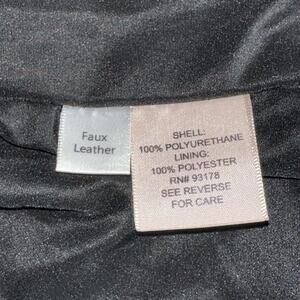 Faux
Leather
SHELL:
100% POLYURETHANE
LINING:
100% POLYESTER
RN# 93178
SEE REVERSE
FOR CARE